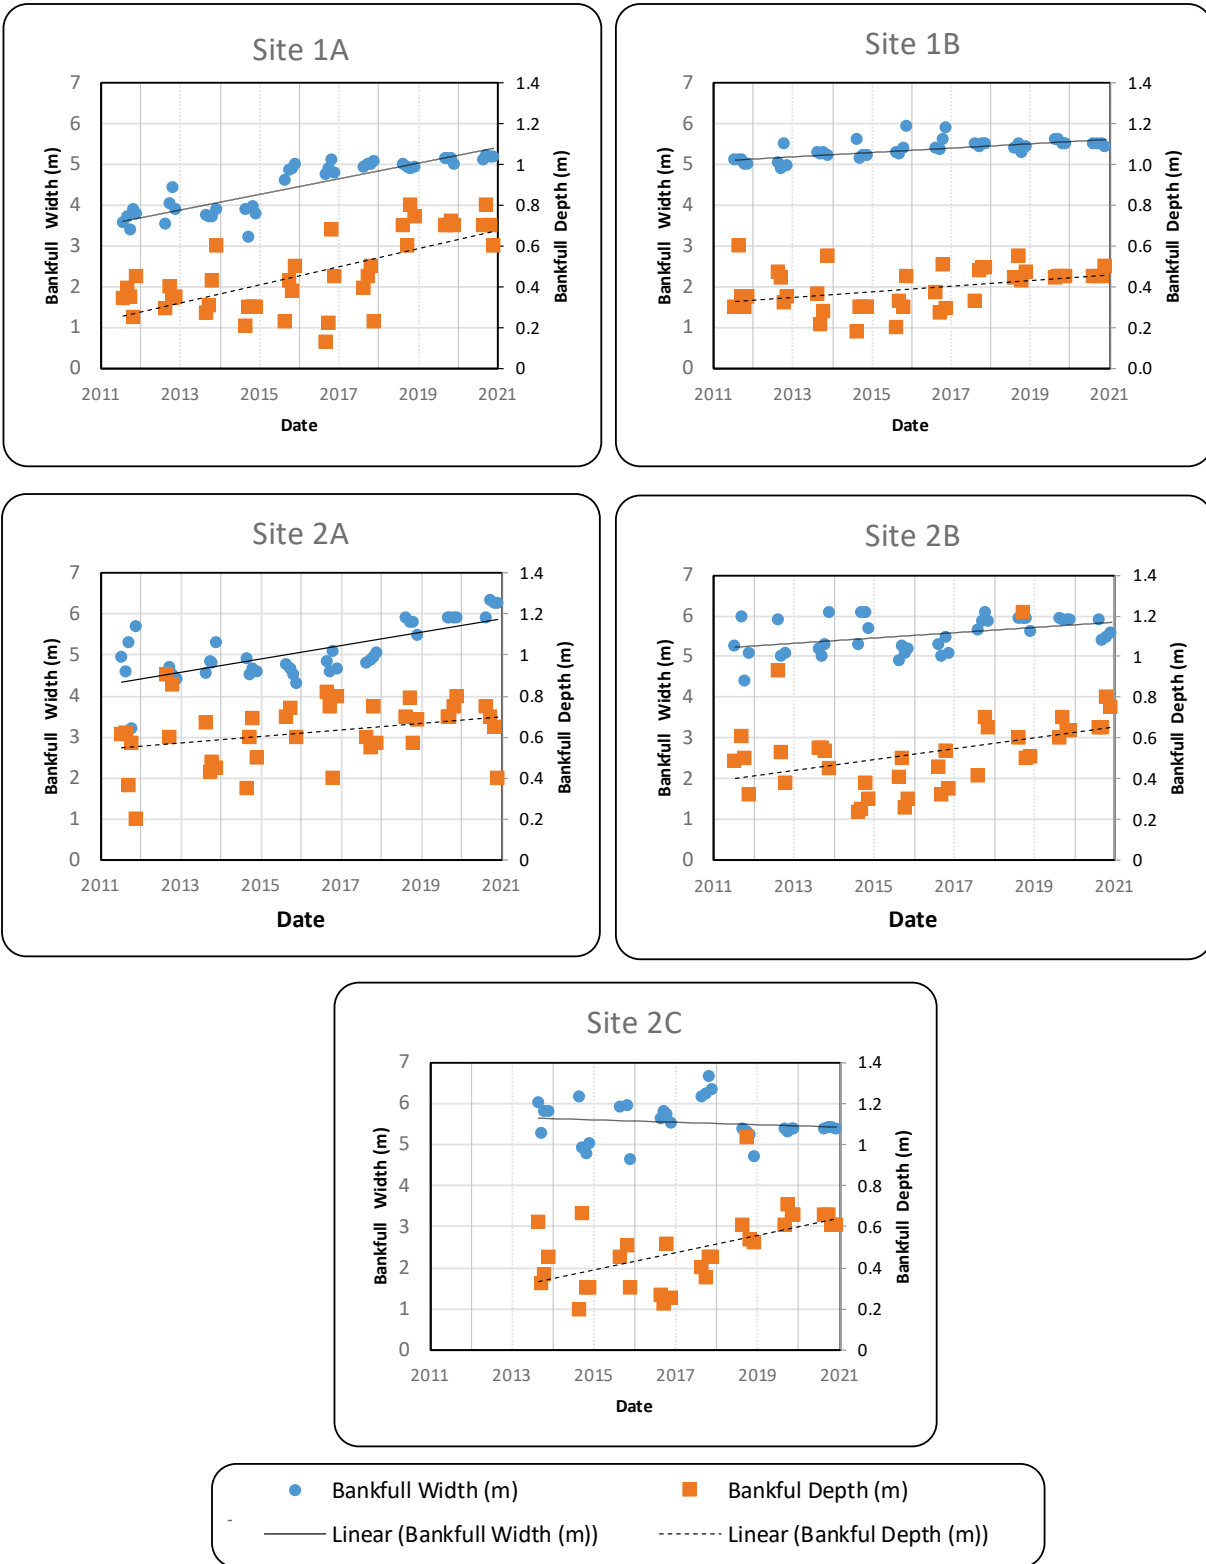 Site 1A
7
6
5
4
3
2
1
0
1.4
1.2
1
0.8
0.6
0.4
0.2
0
Bankfull Width (m)
Bankfull Depth (m)
2011 2013 2015 2017 2019 2021
Date
Site 1B
7
6
5
4
3
2
1
0
1.4
1.2
1.0
0.8
0.6
0.4
0.2
0.0
Bankfull Width (m)
Bankfull Depth (m)
2011 2013 2015 2017 2019 2021
Date
Site 2A
7
6
5
4
3
2
1
0
1.4
1.2
1
0.8
0.6
0.4
0.2
0
Bankfull Width (m)
Bankfull Depth (m)
2011 2013 2015 2017 2019 2021
Date
Site 2B
7
6
5
4
3
2
1
0
1.4
1.2
1
0.8
0.6
0.4
0.2
0
Bankfull Width (m)
Bankfull Depth (m)
2011 2013 2015 2017 2019 2021
Date
Site 2C
7
6
5
4
3
2
1
0
1.4
1.2
1
0.8
0.6
0.4
0.2
0
Bankfull Width (m)
Bankfull Depth (m)
2011 2013 2015 2017 2019 2021
Date
Bankfull Width (m) Bankful Depth (m)
Linear (Bankfull Width (m)) Linear (Bankful Depth (m))